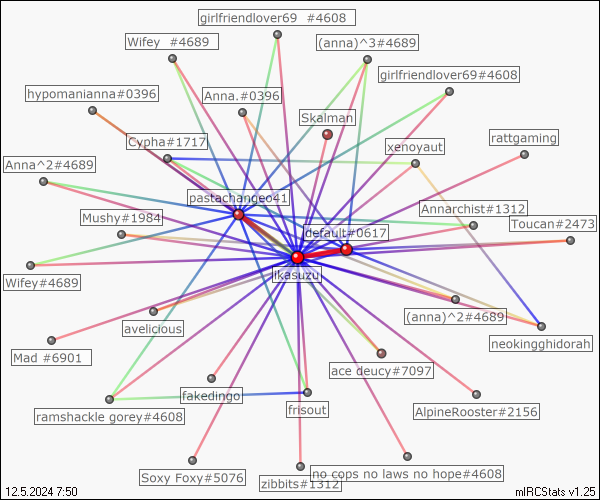 girlfriendlover69  #4608
Wifey  #4689
(anna)^3#4689
girlfriendlover69#4608
hypomanianna#0396
Anna.#0396
Skalman
Cypha#1717
xenoyaut
rattgaming
Anna^2#4689
pastachangeo41
Annarchist#1312
Mushy#1984
default#0617
Toucan#2473
Wifey#4689
ikasuzu
(anna)^2#4689
avelicious
neokingghidorah
Mad #6901
ace deucy#7097
fakedingo
ramshackle gorey#4608
frisout
AlpineRooster#2156
Soxy Foxy#5076
zibbits#1312
no cops no laws no hope#4608
12.5.2024 7:50
mIRCStats v1.25